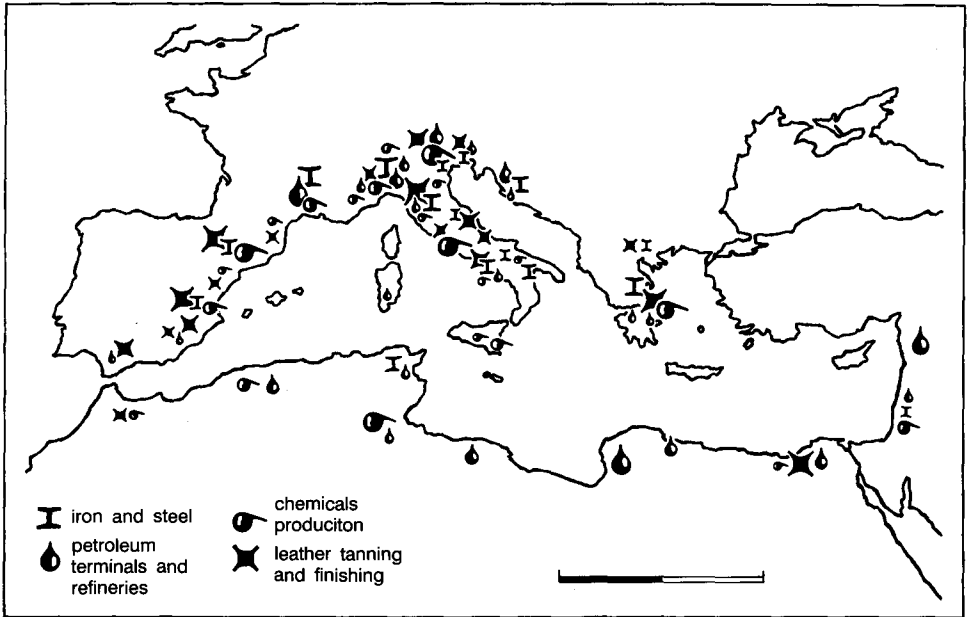 iron and steel
petroleum
terminals and
refineries
chemicals
produciton
leather tanning
and finishing